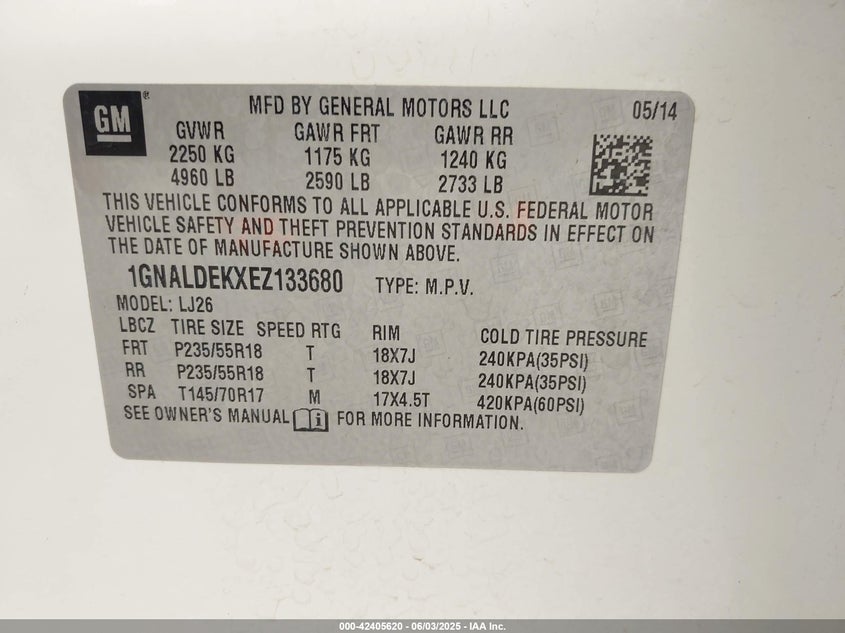 GM ®
MFD BY GENERAL MOTORS LLC 05/14
GVWR GAWR FRT GAWR RR
2250 KG 1175 KG 1240 KG
4960 LB 2590 LB 2733 LB
THIS VEHICLE CONFORMS TO ALL APPLICABLE U.S. FEDERAL MOTOR
VEHICLE SAFETY AND THEFT PREVENTION STANDARDS IN EFFECT ON
THE DATE OF MANUFACTURE SHOWN ABOVE.
1GNALDEKXEZ133680 TYPE: M.P.V.
MODEL: LJ26
LBCZ TIRE SIZE SPEED RTG RIM COLD TIRE PRESSURE
FRT P235/55R18 T 18X7J 240KPA(35PSI)
RR P235/55R18 T 18X7J 240KPA(35PSI)
SPA T145/70R17 M 17X4.5T 420KPA(60PSI)
SEE OWNER'S MANUAL FOR MORE INFORMATION.
000-42405620 - 06/03/2025 - IAA Inc.